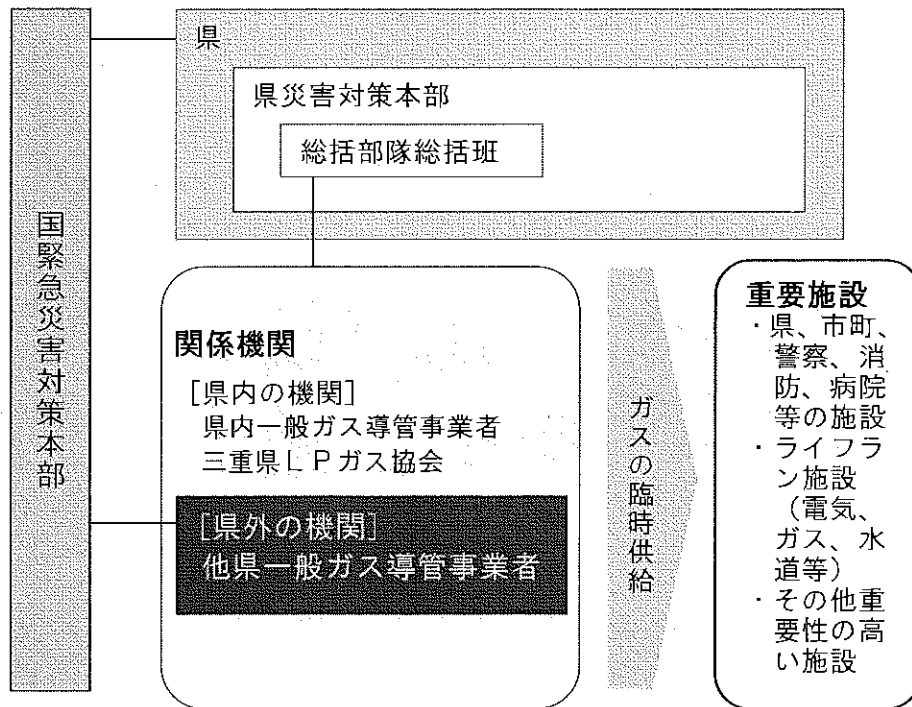 国緊急災害対策本部
県
県災害対策本部
総括部隊総括班
関係機関
［県内の機関］
県内一般ガス導管事業者
三重県ＬＰガス協会
［県外の機関］
他県一般ガス導管事業者
ガスの臨時供給
重要施設
・県、市町、
警察、消
防、病院
等の施設
・ライフラ
ン施設
（電気、
ガス、水
道等）
・その他重
要性の高
い施設